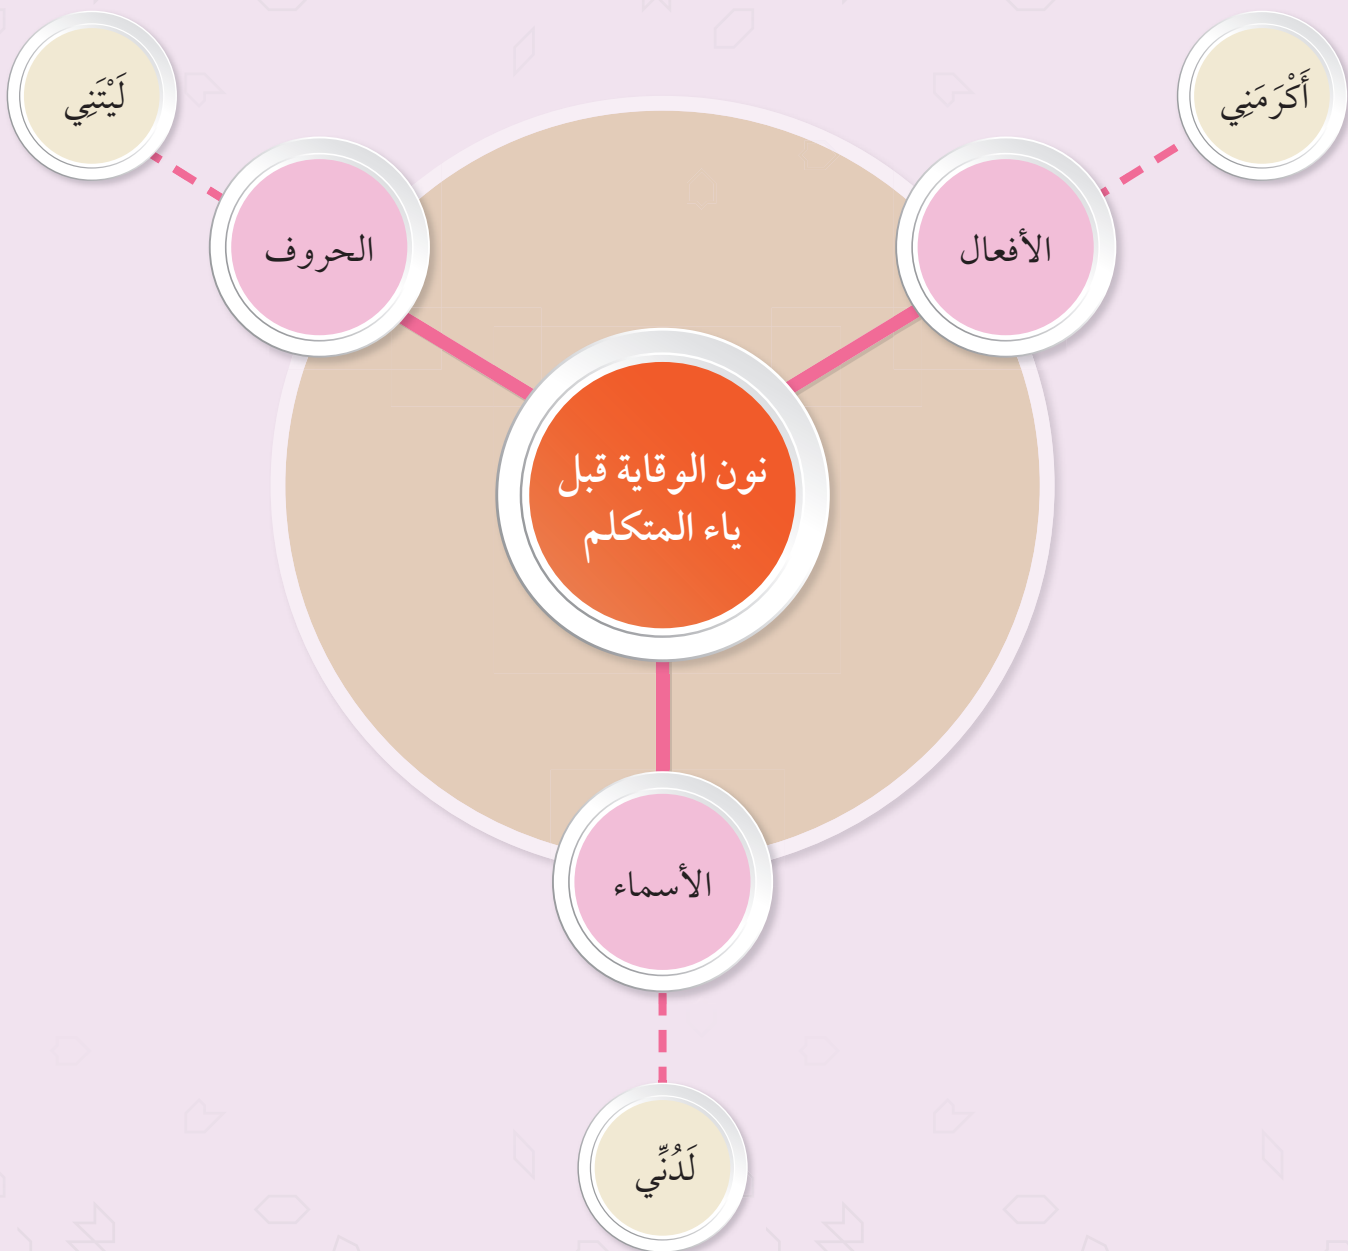 أَكْرَمَنِي
لَيْتَنِي
الأفعال
الحروف
نون الوقاية قبل
ياء المتكلم
الأسماء
لَدُنِّي